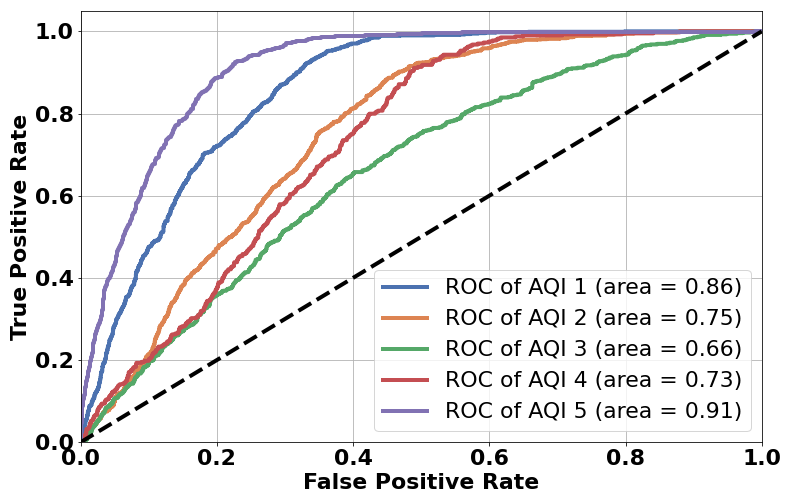 1.0
0.8
0.6
0.4
0.2
0.0
True Positive Rate
ROC of AQI 1 (area = 0.86)
ROC of AQI 2 (area = 0.75)
ROC of AQI 3 (area = 0.66)
ROC of AQI 4 (area = 0.73)
ROC of AQI 5 (area = 0.91)
0.0 0.2 0.4 0.6 0.8 1.0
False Positive Rate